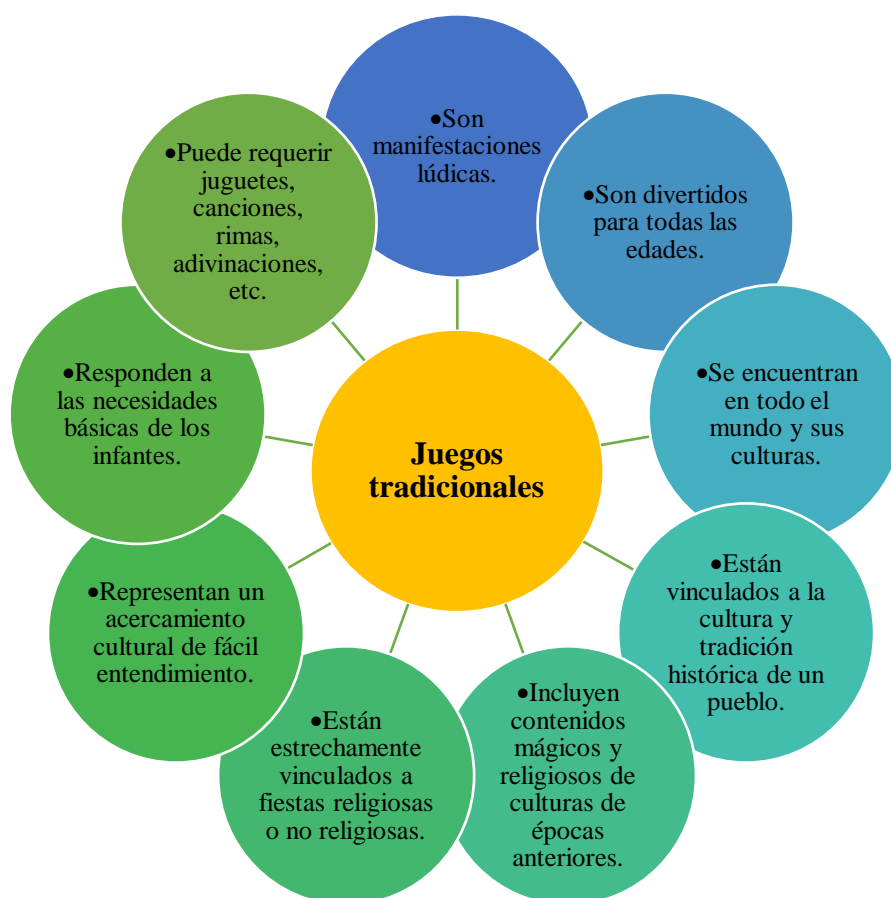 •Son
manifestaciones
lúdicas.
•Son divertidos
para todas las
edades.
•Se encuentran
en todo el
mundo y sus
culturas.
•Están
vinculados a la
cultura y
tradición
histórica de un
pueblo.
•Incluyen
contenidos
mágicos y
religiosos de
culturas de
épocas
anteriores.
•Están
estrechamente
vinculados a
fiestas religiosas
o no religiosas.
•Representan un
acercamiento
cultural de fácil
entendimiento.
•Responden a
las necesidades
básicas de los
infantes.
•Puede requerir
juguetes,
canciones,
rimas,
adivinaciones,
etc.
Juegos
tradicionales